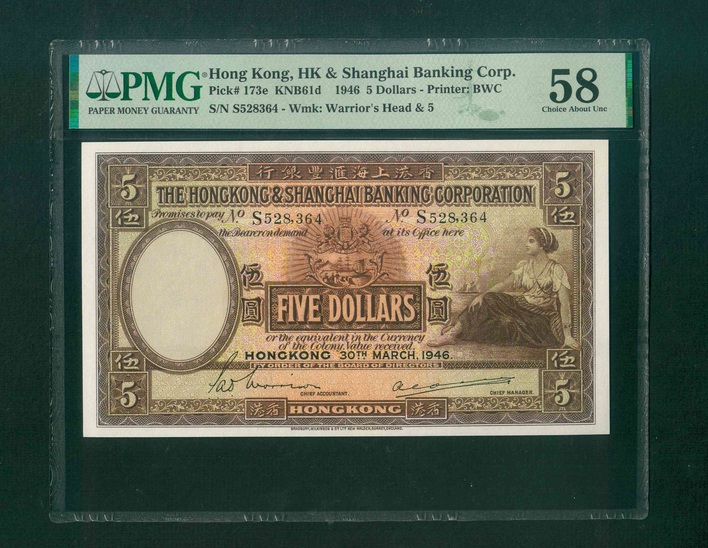 PMG
PAPER MONEY GUARANTY
Hong Kong, HK & Shanghai Banking Corp.
Pick# 173e KNB61d 1946 5 Dollars - Printer: BWC
S/N S528364 - Wmk: Warrior's Head & 5
58
Choice About Unc
行銀豐滙海上港香
5 5
THE HONGKONG & SHANGHAI BANKING CORPORATION
伍 伍
Promises to pay No S528,364 No S528,364
the Bearer on demand at its Office here
伍圓 伍圓
FIVE DOLLARS
or the equivalent in the Currency
of the Colony, Value received.
HONGKONG 30TH MARCH, 1946.
BY ORDER OF THE BOARD OF DIRECTORS
伍 伍
CHIEF ACCOUNTANT. CHIEF MANAGER.
5 5
港香 HONGKONG 港香